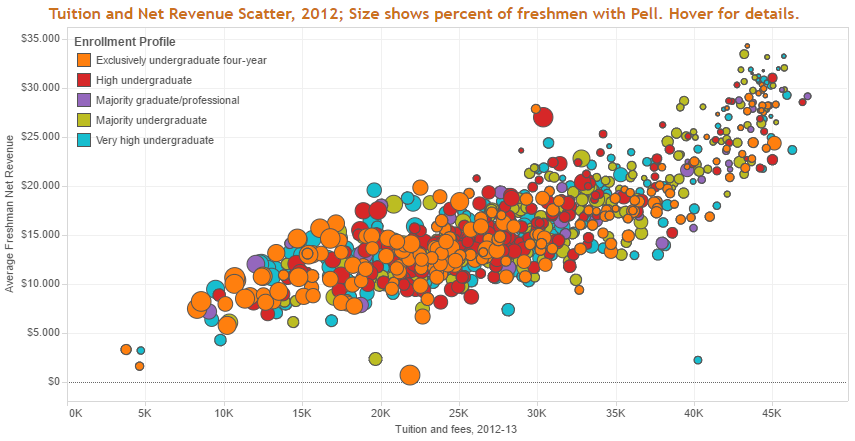 Tuition and Net Revenue Scatter, 2012; Size shows percent of freshmen with Pell. Hover for details.
Enrollment Profile
Exclusively undergraduate four-year
High undergraduate
Majority graduate/professional
Majority undergraduate
Very high undergraduate
Average Freshman Net Revenue
$35.000
$30.000
$25.000
$20.000
$15.000
$10.000
$5.000
$0
0K 5K 10K 15K 20K 25K 30K 35K 40K 45K
Tuition and fees, 2012-13